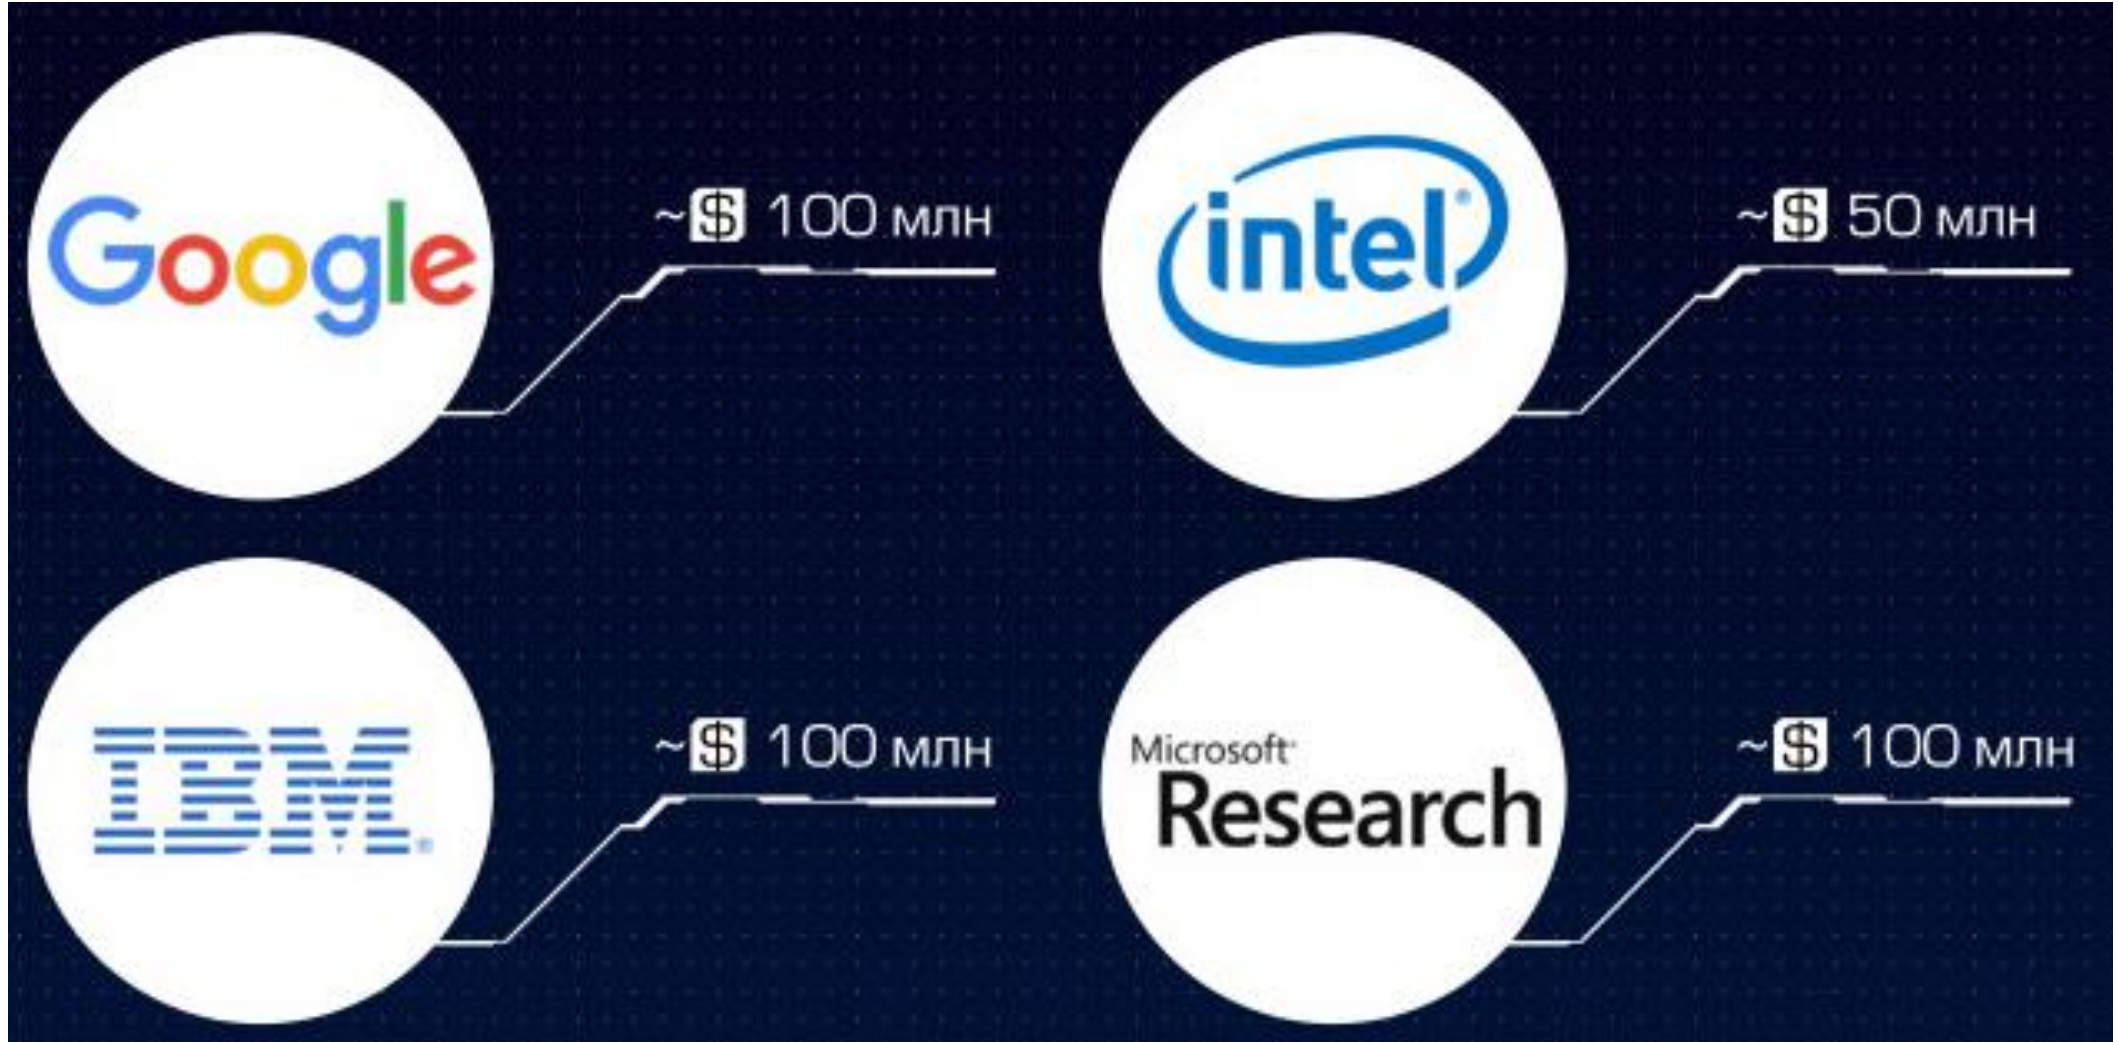 Google
~$ 100 млн
intel®
~$ 50 млн
IBM®
~$ 100 млн
Microsoft
Research
~$ 100 млн